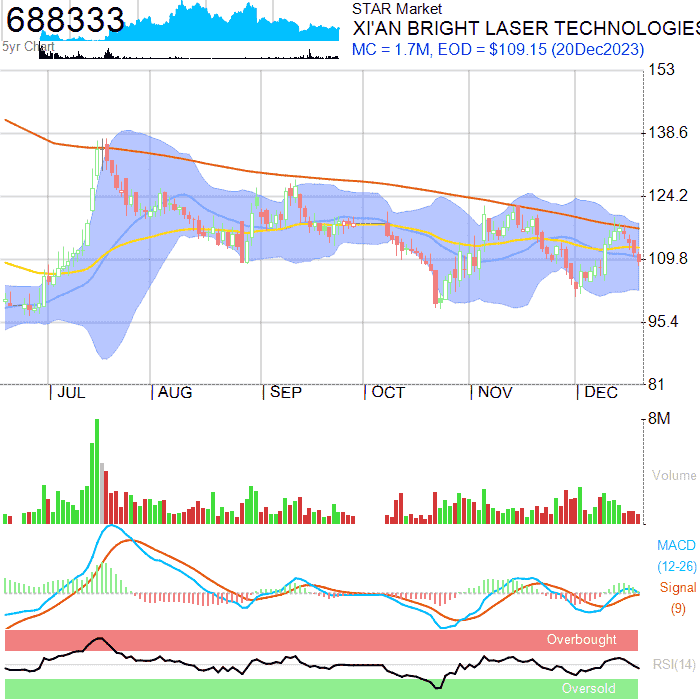 688333
5yr Chart
STAR Market
XI'AN BRIGHT LASER TECHNOLOGIES
MC = 1.7M, EOD = $109.15 (20Dec2023)
153
138.6
124.2
109.8
95.4
81
JUL AUG SEP OCT NOV DEC
8M
Volume
MACD
(12-26)
Signal
(9)
Overbought
RSI(14)
Oversold